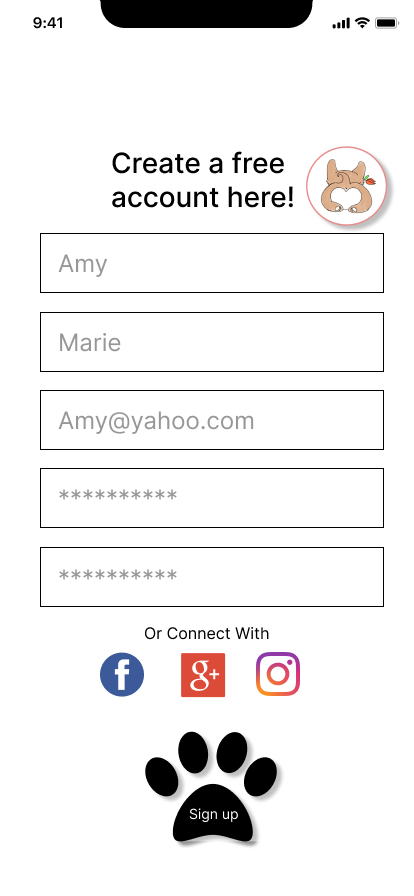 9:41
Create a free
account here!
Amy
Marie
Amy@yahoo.com
**********
**********
Or Connect With
f
g+
Sign up